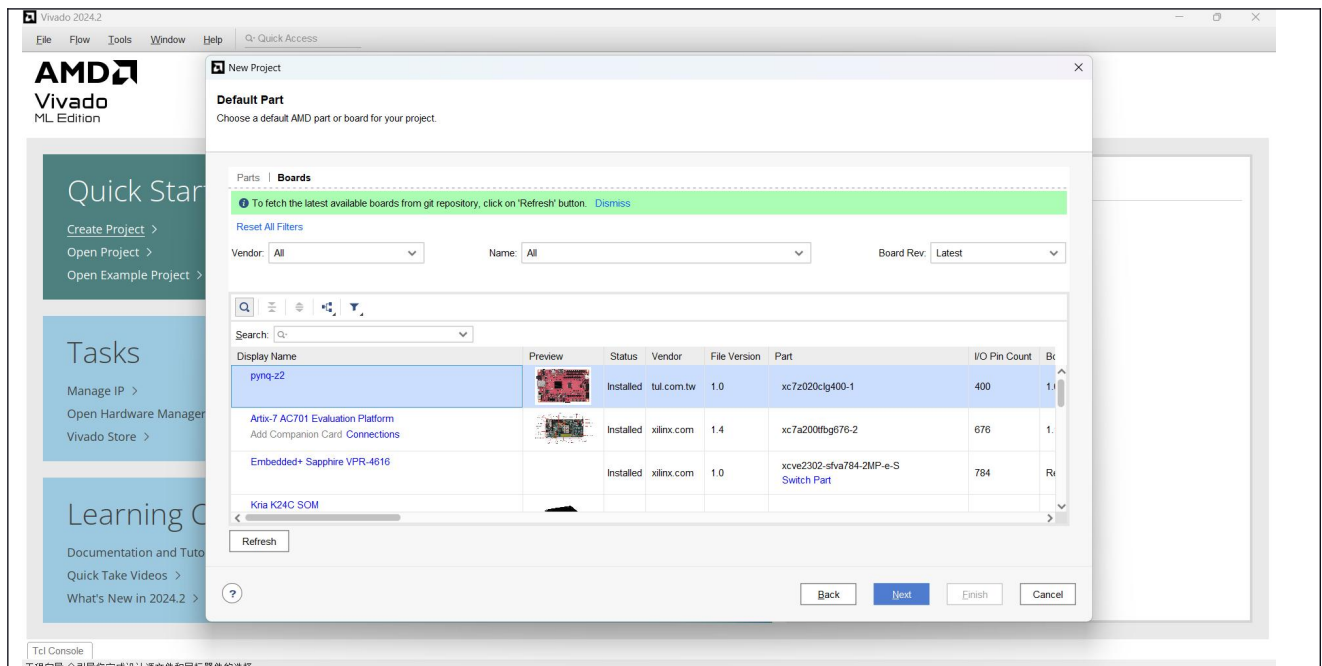 Vivado 2024.2
File Flow Tools Window Help Quick Access
AMD
Vivado
ML Edition
New Project
Default Part
Choose a default AMD part or board for your project.
Parts | Boards
To fetch the latest available boards from git repository, click on 'Refresh' button. Dismiss
Reset All Filters
Vendor: All Name: All Board Rev: Latest
Search: Q-
Display Name Preview Status Vendor File Version Part I/O Pin Count Bo
pynq-z2 Installed tul.com.tw 1.0 xc7z020clg400-1 400 1.0
Artix-7 AC701 Evaluation Platform
Add Companion Card Connections Installed xilinx.com 1.4 xc7a200tfbg676-2 676 1.
Embedded+ Sapphire VPR-4616 Installed xilinx.com 1.0 xcve2302-sfva784-2MP-e-S 784 Re
Switch Part
Kria K24C SOM
Refresh
? Back Next Finish Cancel
Quick Star
Create Project >
Open Project >
Open Example Project >
Tasks
Manage IP >
Open Hardware Manager
Vivado Store >
Learning C
Documentation and Tuto
Quick Take Videos >
What's New in 2024.2 >
Tcl Console